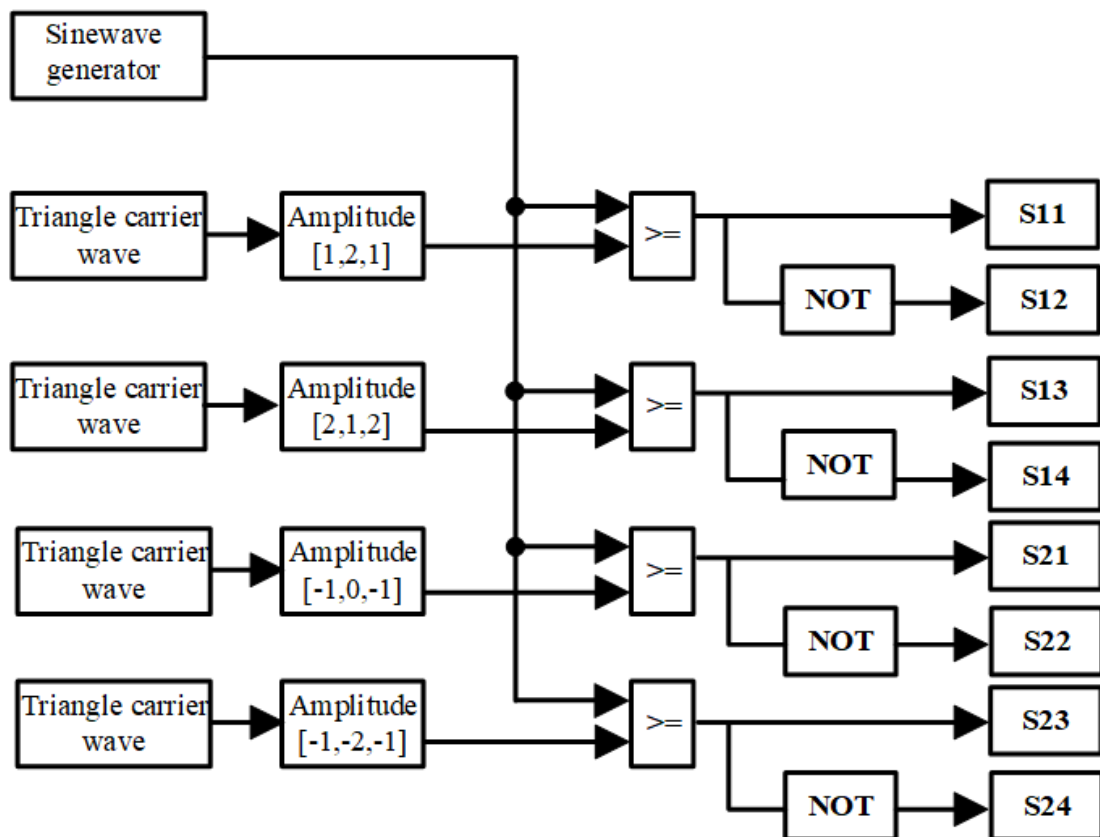 Sinewave
generator
Triangle carrier
wave
Amplitude
[1,2,1]
>=
S11
NOT
S12
Triangle carrier
wave
Amplitude
[2,1,2]
>=
S13
NOT
S14
Triangle carrier
wave
Amplitude
[-1,0,-1]
>=
S21
NOT
S22
Triangle carrier
wave
Amplitude
[-1,-2,-1]
>=
S23
NOT
S24